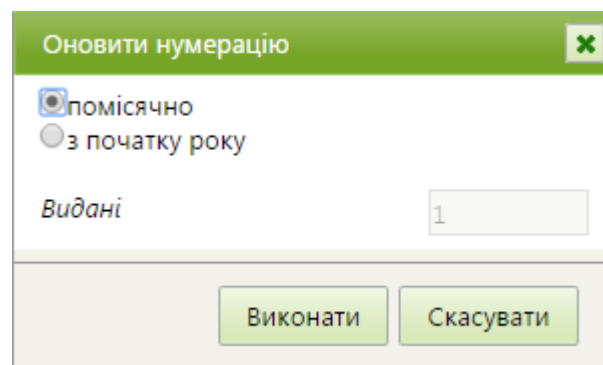 Оновити нумерацію
помісячно
з початку року
Видані 1
Виконати Скасувати